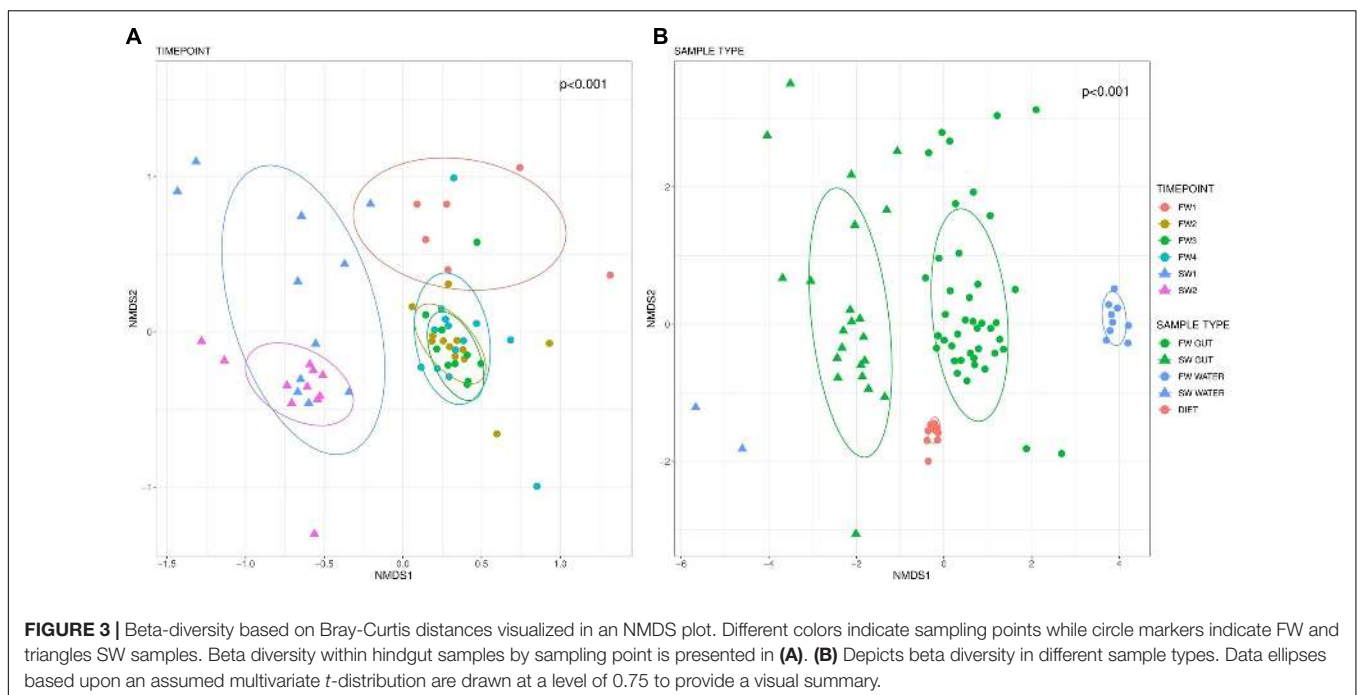 A
TIMEPOINT
p<0.001
1
0
-1
NMDS2
-1.5
-1.0
-0.5
0.0
0.5
1.0
NMDS1
B
SAMPLE TYPE
p<0.001
2
0
-2
NMDS2
-6
-4
-2
0
2
4
NMDS1
TIMEPOINT
FW1
FW2
FW3
FW4
SW1
SW2
SAMPLE TYPE
FW GUT
SW GUT
FW WATER
SW WATER
DIET
FIGURE 3 | Beta-diversity based on Bray-Curtis distances visualized in an NMDS plot. Different colors indicate sampling points while circle markers indicate FW and
triangles SW samples. Beta diversity within hindgut samples by sampling point is presented in (A). (B) Depicts beta diversity in different sample types. Data ellipses
based upon an assumed multivariate t-distribution are drawn at a level of 0.75 to provide a visual summary.